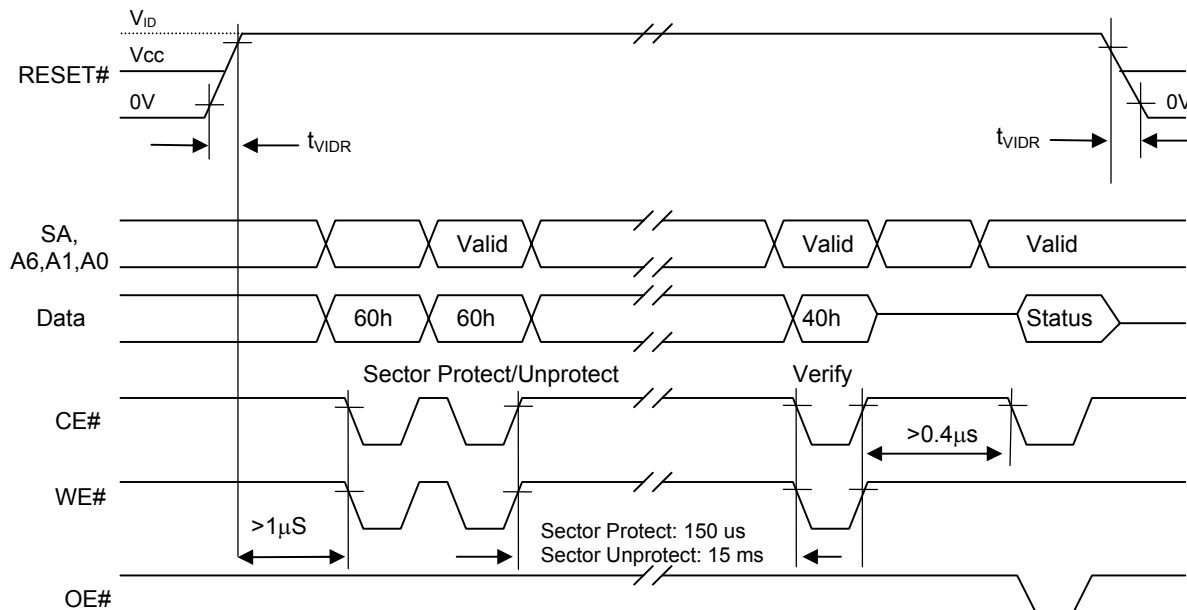 VID
Vcc
RESET#
0V
0V
tVIDR
tVIDR
SA,
A6,A1,A0
Valid
Valid
Valid
Data
60h
60h
40h
Status
Sector Protect/Unprotect
Verify
CE#
>0.4μs
WE#
>1μS
Sector Protect: 150 us
Sector Unprotect: 15 ms
OE#